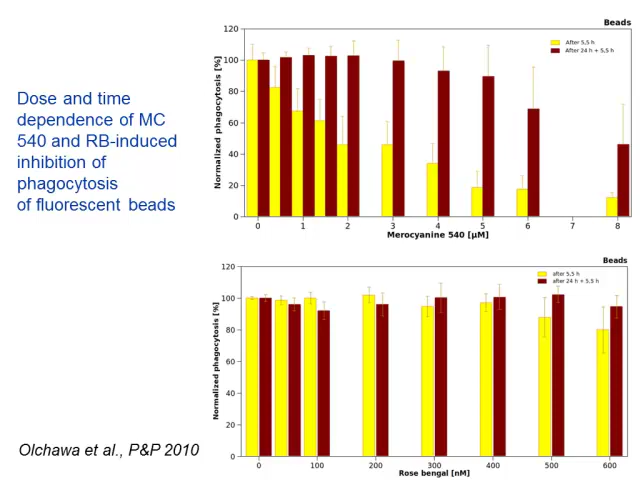 Dose and time
dependence of MC
540 and RB-induced
inhibition of
phagocytosis
of fluorescent beads
Olchawa et al., P&P 2010
Beads
Normalized phagocytosis [%]
120
100
80
60
40
20
0
After 5,5 h
After 24 h + 5,5 h
0 1 2 3 4 5 6 7 8
Merocyanine 540 [µM]
Beads
Normalized phagocytosis [%]
120
100
80
60
40
20
0
after 5,5 h
after 24 h + 5,5 h
0 100 200 300 400 500 600
Rose bengal [nM]